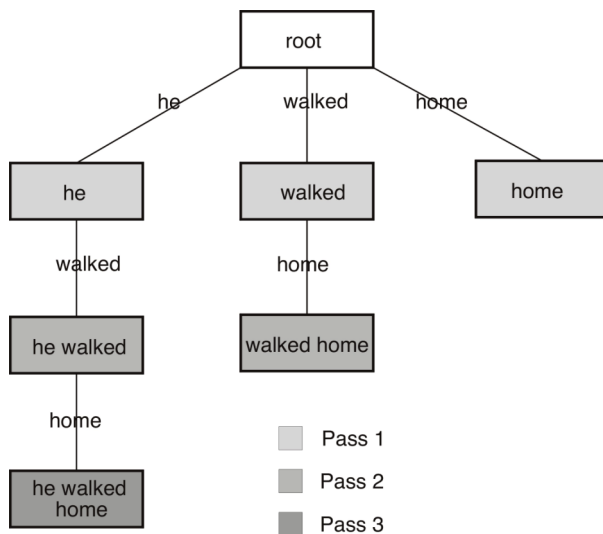 root
he
walked
home
he
walked
home
walked
home
he walked
walked home
home
he walked
home
Pass 1
Pass 2
Pass 3